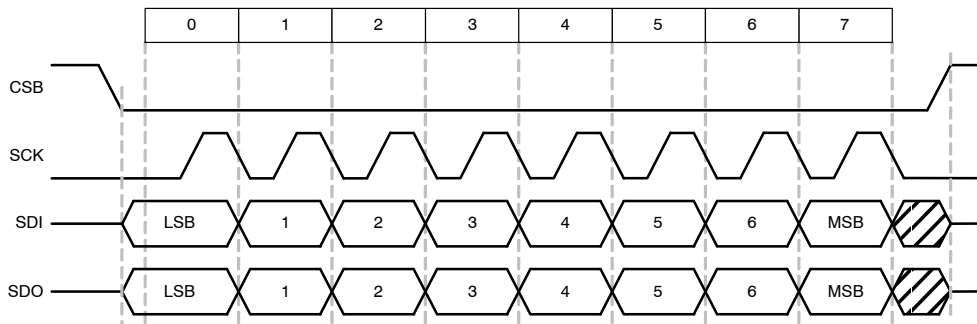 0 1 2 3 4 5 6 7
CSB
SCK
SDI LSB 1 2 3 4 5 6 MSB
SDO LSB 1 2 3 4 5 6 MSB